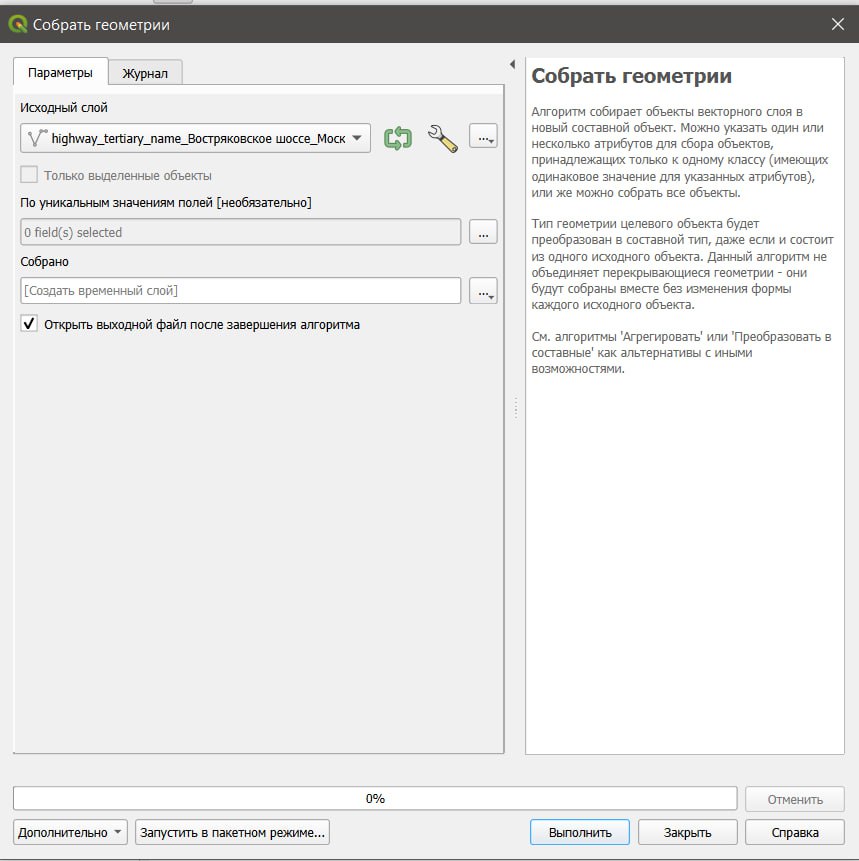 Собрать геометрии
Параметры
Журнал
Исходный слой
highway_tertiary_name_Востряковское шоссе_Моск
...
Только выделенные объекты
По уникальным значениям полей [необязательно]
0 field(s) selected
...
Собрано
[Создать временный слой]
...
Открыть выходной файл после завершения алгоритма
Собрать геометрии
Алгоритм собирает объекты векторного слоя в
новый составной объект. Можно указать один или
несколько атрибутов для сбора объектов,
принадлежащих только к одному классу (имеющих
одинаковое значение для указанных атрибутов),
или же можно собрать все объекты.
Тип геометрии целевого объекта будет
преобразован в составной тип, даже если и состоит
из одного исходного объекта. Данный алгоритм не
объединяет перекрывающиеся геометрии - они
будут собраны вместе без изменения формы
каждого исходного объекта.
См. алгоритмы 'Агрегировать' или 'Преобразовать в
составные' как альтернативы с иными
возможностями.
0%
Отменить
Дополнительно
Запустить в пакетном режиме...
Выполнить
Закрыть
Справка